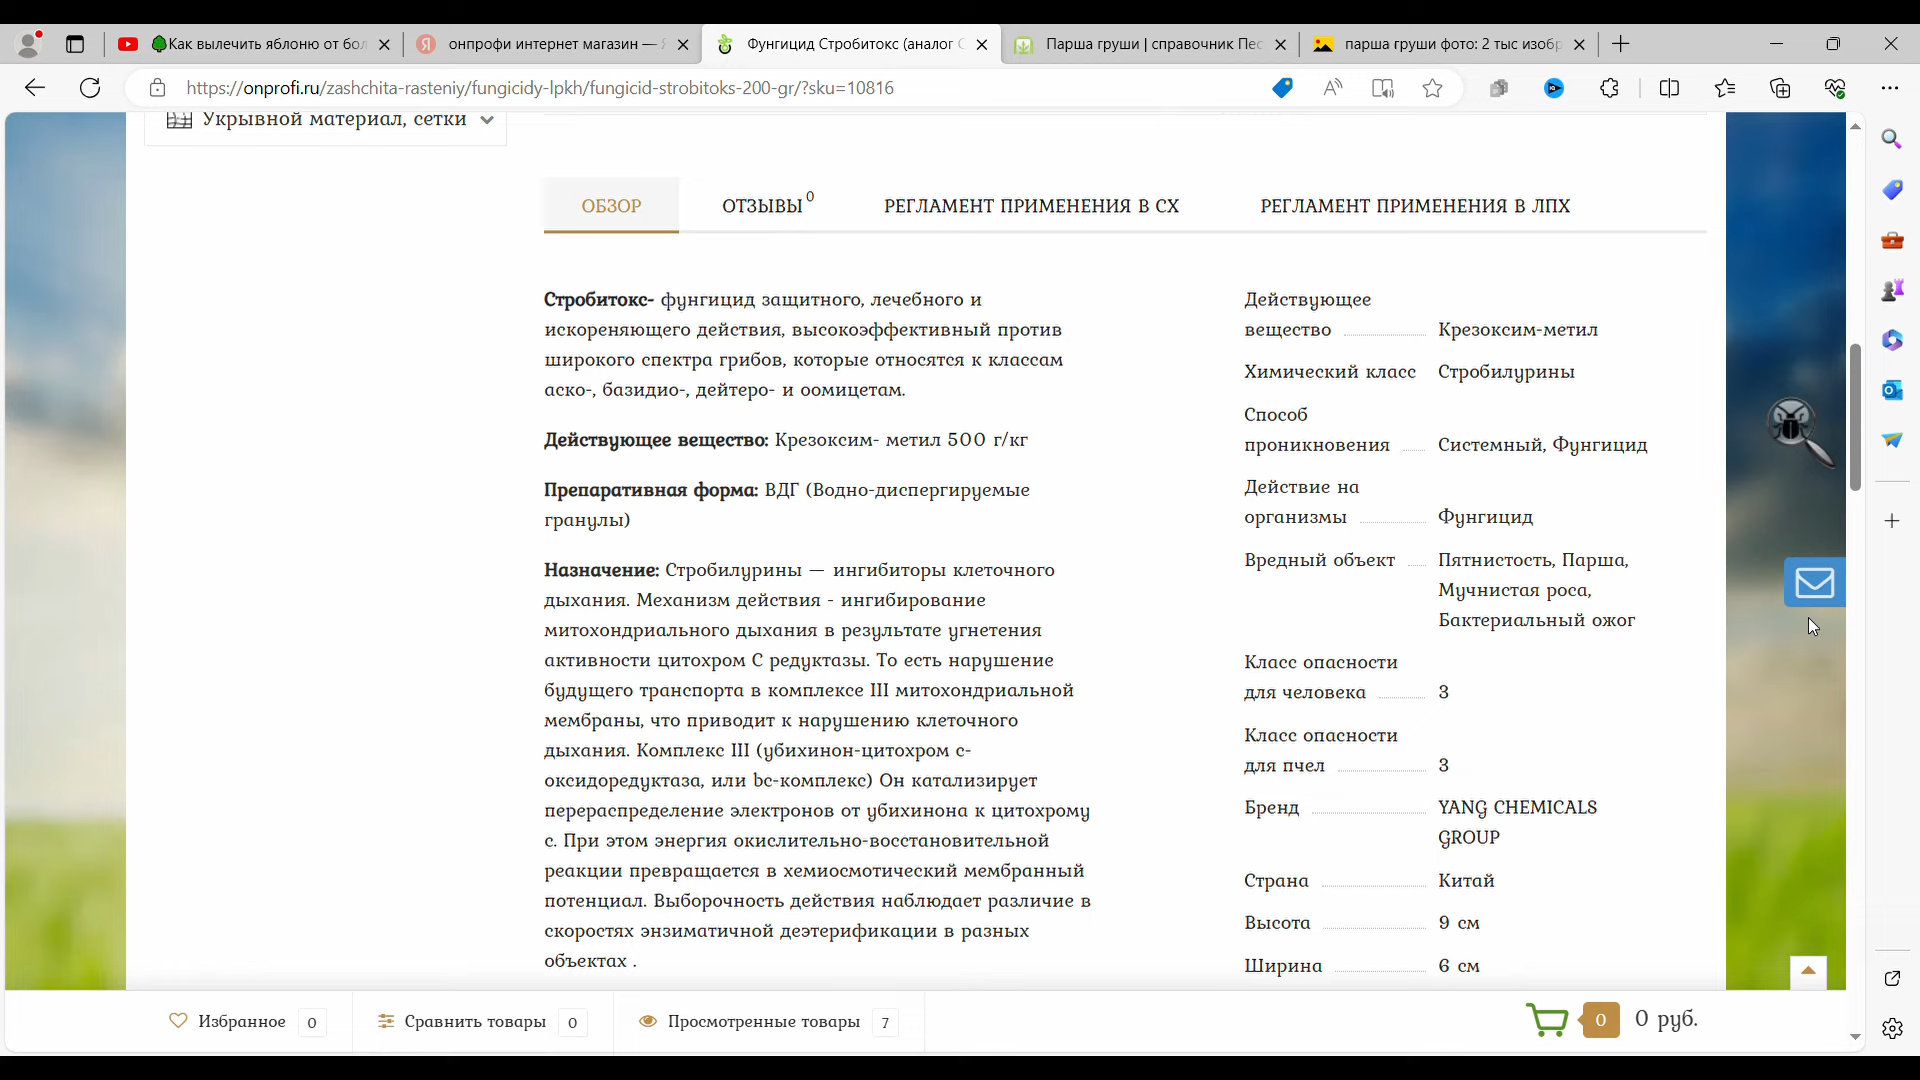 Как вылечить яблоню от бол
онпрофи интернет магазин —
Фунгицид Стробитокс (аналог
Парша груши | справочник Пес
парша груши фото: 2 тыс изобр
https://onprofi.ru/zashchita-rasteniy/fungicidy-lpkh/fungicid-strobitoks-200-gr/?sku=10816
Укрывной материал, сетки
ОБЗОР
ОТЗЫВЫ 0
РЕГЛАМЕНТ ПРИМЕНЕНИЯ В СХ
РЕГЛАМЕНТ ПРИМЕНЕНИЯ В ЛПХ
Стробитокс- фунгицид защитного, лечебного и
искореняющего действия, высокоэффективный против
широкого спектра грибов, которые относятся к классам
аско-, базидио-, дейтеро- и оомицетам.
Действующее вещество: Крезоксим- метил 500 г/кг
Препаративная форма: ВДГ (Водно-диспергируемые
гранулы)
Назначение: Стробилурины — ингибиторы клеточного
дыхания. Механизм действия - ингибирование
митохондриального дыхания в результате угнетения
активности цитохром С редуктазы. То есть нарушение
будущего транспорта в комплексе III митохондриальной
мембраны, что приводит к нарушению клеточного
дыхания. Комплекс III (убихинон-цитохром c-
оксидоредуктаза, или bc-комплекс) Он катализирует
перераспределение электронов от убихинона к цитохрому
с. При этом энергия окислительно-восстановительной
реакции превращается в хемиосмотический мембранный
потенциал. Выборочность действия наблюдает различие в
скоростях энзиматичной деэтерификации в разных
объектах .
Действующее
вещество Крезоксим-метил
Химический класс Стробилурины
Способ
проникновения Системный, Фунгицид
Действие на
организмы Фунгицид
Вредный объект Пятнистость, Парша,
Мучнистая роса,
Бактериальный ожог
Класс опасности
для человека 3
Класс опасности
для пчел 3
Бренд YANG CHEMICALS
GROUP
Страна Китай
Высота 9 см
Ширина 6 см
Избранное 0
Сравнить товары 0
Просмотренные товары 7
0
0 руб.